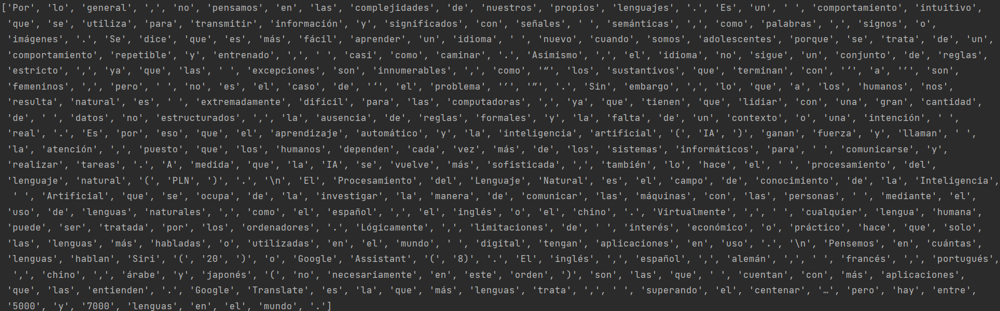 ['Por', 'lo', 'general', ',', 'no', 'pensamos', 'en', 'las', 'complejidades', 'de', 'nuestros', 'propios', 'lenguajes', '.', 'Es', 'un', ' ', 'comportamiento', 'intuitivo',
'que', 'se', 'utiliza', 'para', 'transmitir', 'información', 'y', 'significados', 'con', 'señales', ' ', 'semánticas', ',', 'como', 'palabras', ',', 'signos', 'o',
'imágenes', '.', 'Se', 'dice', 'que', 'es', 'más', 'fácil', 'aprender', 'un', 'idioma', ' ', 'nuevo', 'cuando', 'somos', 'adolescentes', 'porque', 'se', 'trata', 'de', 'un',
'comportamiento', 'repetible', 'y', 'entrenado', ',', ' ', 'casi', 'como', 'caminar', '.', 'Asimismo', ',', 'el', 'idioma', 'no', 'sigue', 'un', 'conjunto', 'de', 'reglas',
'estricto', ',', 'ya', 'que', 'las', ' ', 'excepciones', 'son', 'innumerables', ',', 'como', '“', 'los', 'sustantivos', 'que', 'terminan', 'con', '‘', 'a', '’', 'son',
'femeninos', ',', 'pero', ' ', 'no', 'es', 'el', 'caso', 'de', '‘', 'el', 'problema', '’', '”', '.', 'Sin', 'embargo', ',', 'lo', 'que', 'a', 'los', 'humanos', 'nos',
'resulta', 'natural', 'es', ' ', 'extremadamente', 'difícil', 'para', 'las', 'computadoras', ',', 'ya', 'que', 'tienen', 'que', 'lidiar', 'con', 'una', 'gran', 'cantidad',
'de', ' ', 'datos', 'no', 'estructurados', ',', 'la', 'ausencia', 'de', 'reglas', 'formales', 'y', 'la', 'falta', 'de', 'un', 'contexto', 'o', 'una', 'intención', ' ',
'real', '.', 'Es', 'por', 'eso', 'que', 'el', 'aprendizaje', 'automático', 'y', 'la', 'inteligencia', 'artificial', '(', 'IA', ')', 'ganan', 'fuerza', 'y', 'llaman', ' ',
'la', 'atención', ',', 'puesto', 'que', 'los', 'humanos', 'dependen', 'cada', 'vez', 'más', 'de', 'los', 'sistemas', 'informáticos', 'para', ' ', 'comunicarse', 'y',
'realizar', 'tareas', '.', 'A', 'medida', 'que', 'la', 'IA', 'se', 'vuelve', 'más', 'sofisticada', ',', 'también', 'lo', 'hace', 'el', ' ', 'procesamiento', 'del',
'lenguaje', 'natural', '(', 'PLN', ')', '.', '\n', 'El', 'Procesamiento', 'del', 'Lenguaje', 'Natural', 'es', 'el', 'campo', 'de', 'conocimiento', 'de', 'la', 'Inteligencia',
' ', 'Artificial', 'que', 'se', 'ocupa', 'de', 'la', 'investigar', 'la', 'manera', 'de', 'comunicar', 'las', 'máquinas', 'con', 'las', 'personas', ' ', 'mediante', 'el',
'uso', 'de', 'lenguas', 'naturales', ',', 'como', 'el', 'español', ',', 'el', 'inglés', 'o', 'el', 'chino', '.', 'Virtualmente', ',', ' ', 'cualquier', 'lengua', 'humana',
'puede', 'ser', 'tratada', 'por', 'los', 'ordenadores', '.', 'Lógicamente', ',', 'limitaciones', 'de', ' ', 'interés', 'económico', 'o', 'práctico', 'hace', 'que', 'solo',
'las', 'lenguas', 'más', 'habladas', 'o', 'utilizadas', 'en', 'el', 'mundo', ' ', 'digital', 'tengan', 'aplicaciones', 'en', 'uso', '.', '\n', 'Pensemos', 'en', 'cuántas',
'lenguas', 'hablan', 'Siri', '(', '20', ')', 'o', 'Google', 'Assistant', '(', '8)', '.', 'El', 'inglés', ',', 'español', ',', 'alemán', ',', ' ', 'francés', ',', 'portugués',
',', 'chino', ',', 'árabe', 'y', 'japonés', '(', 'no', 'necesariamente', 'en', 'este', 'orden', ')', 'son', 'las', 'que', ' ', 'cuentan', 'con', 'más', 'aplicaciones',
'que', 'las', 'entienden', '.', 'Google', 'Translate', 'es', 'la', 'que', 'más', 'lenguas', 'trata', ',', ' ', 'superando', 'el', 'centenar', '…', 'pero', 'hay', 'entre',
'5000', 'y', '7000', 'lenguas', 'en', 'el', 'mundo', '.']